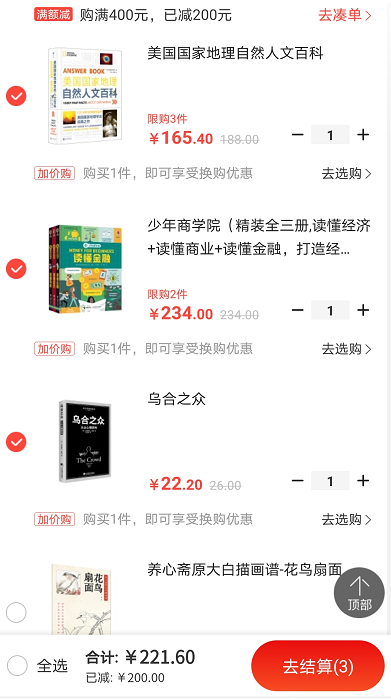 满额减 购满400元，已减200元 去凑单 >
美国国家地理自然人文百科
ANSWER BOOK
美国国家地理
自然人文百科
限购3件
¥165.40 188.00 − 1 +
加价购 购买1件，即可享受换购优惠 去选购 >
少年商学院（精装全三册,读懂经济
+读懂商业+读懂金融，打造经...
MONEY FOR BEGINNERS
读懂金融
限购2件
¥234.00 234.00 − 1 +
加价购 购买1件，即可享受换购优惠 去选购 >
乌合之众
乌合之众
The Crowd
¥22.20 26.00 − 1 +
加价购 购买1件，即可享受换购优惠 去选购 >
养心斋原大白描画谱-花鸟扇面
花鸟
扇面
顶部
全选 合计: ¥221.60
已减: ¥200.00
去结算(3)